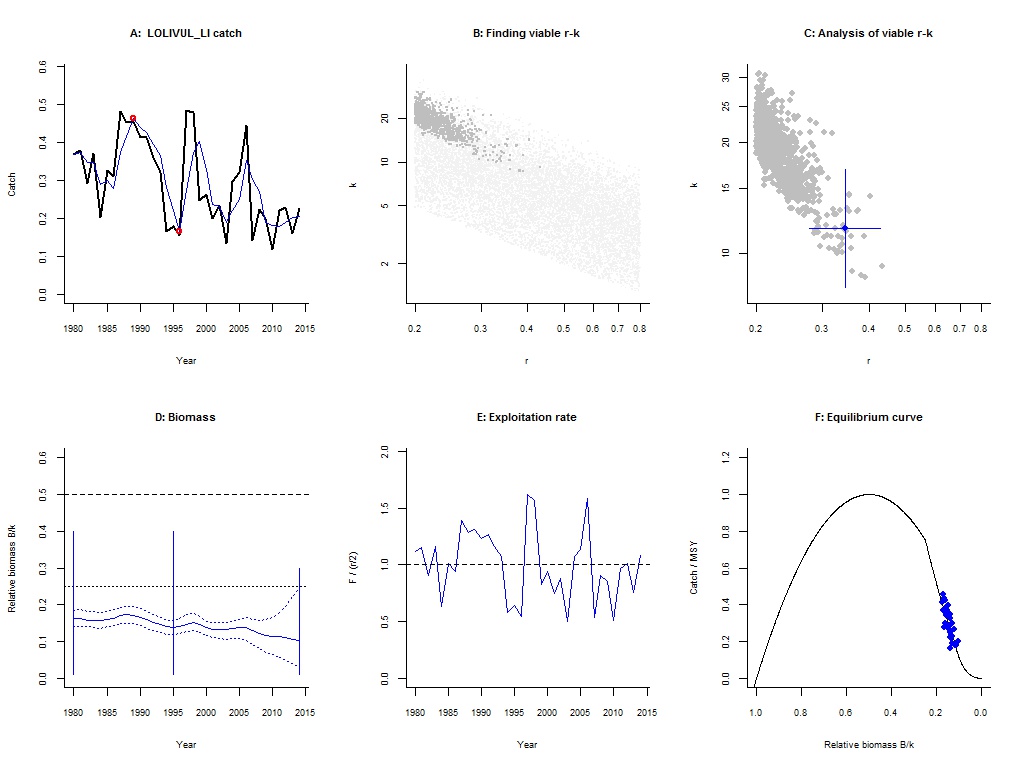 A: LOLIVUL_LI catch
Catch
0.0 0.1 0.2 0.3 0.4 0.5 0.6
1980 1985 1990 1995 2000 2005 2010 2015
Year
B: Finding viable r-k
k
2 5 10 20
0.2 0.3 0.4 0.5 0.6 0.7 0.8
r
C: Analysis of viable r-k
k
10 15 20 25 30
0.2 0.3 0.4 0.5 0.6 0.7 0.8
r
D: Biomass
Relative biomass B/k
0.0 0.1 0.2 0.3 0.4 0.5 0.6
1980 1985 1990 1995 2000 2005 2010 2015
Year
E: Exploitation rate
F / (r/2)
0.0 0.5 1.0 1.5 2.0
1980 1985 1990 1995 2000 2005 2010 2015
Year
F: Equilibrium curve
Catch / MSY
0.0 0.2 0.4 0.6 0.8 1.0 1.2
1.0 0.8 0.6 0.4 0.2 0.0
Relative biomass B/k